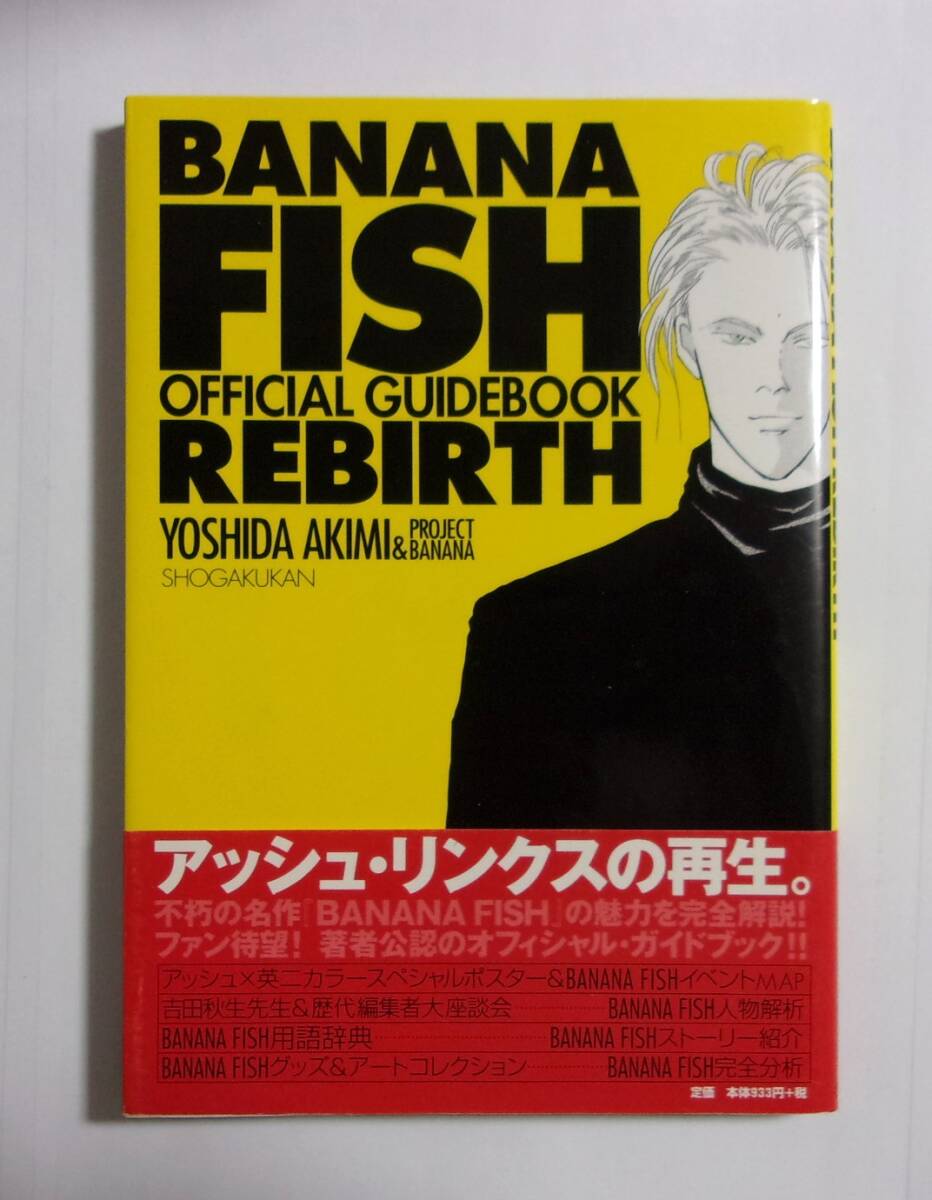 BANANA
FISH
OFFICIAL GUIDEBOOK
REBIRTH
YOSHIDA AKIMI & PROJECT BANANA
SHOGAKUKAN
アッシュ・リンクスの再生。
不朽の名作『BANANA FISH』の魅力を完全解説!
ファン待望! 著者公認のオフィシャル・ガイドブック!!
アッシュ×英二カラースペシャルポスター&BANANA FISHイベントMAP
吉田秋生先生&歴代編集者大座談会……………BANANA FISH人物解析
BANANA FISH用語辞典……………BANANA FISHストーリー紹介
BANANA FISHグッズ&アートコレクション…………BANANA FISH完全分析
定価 本体933円+税